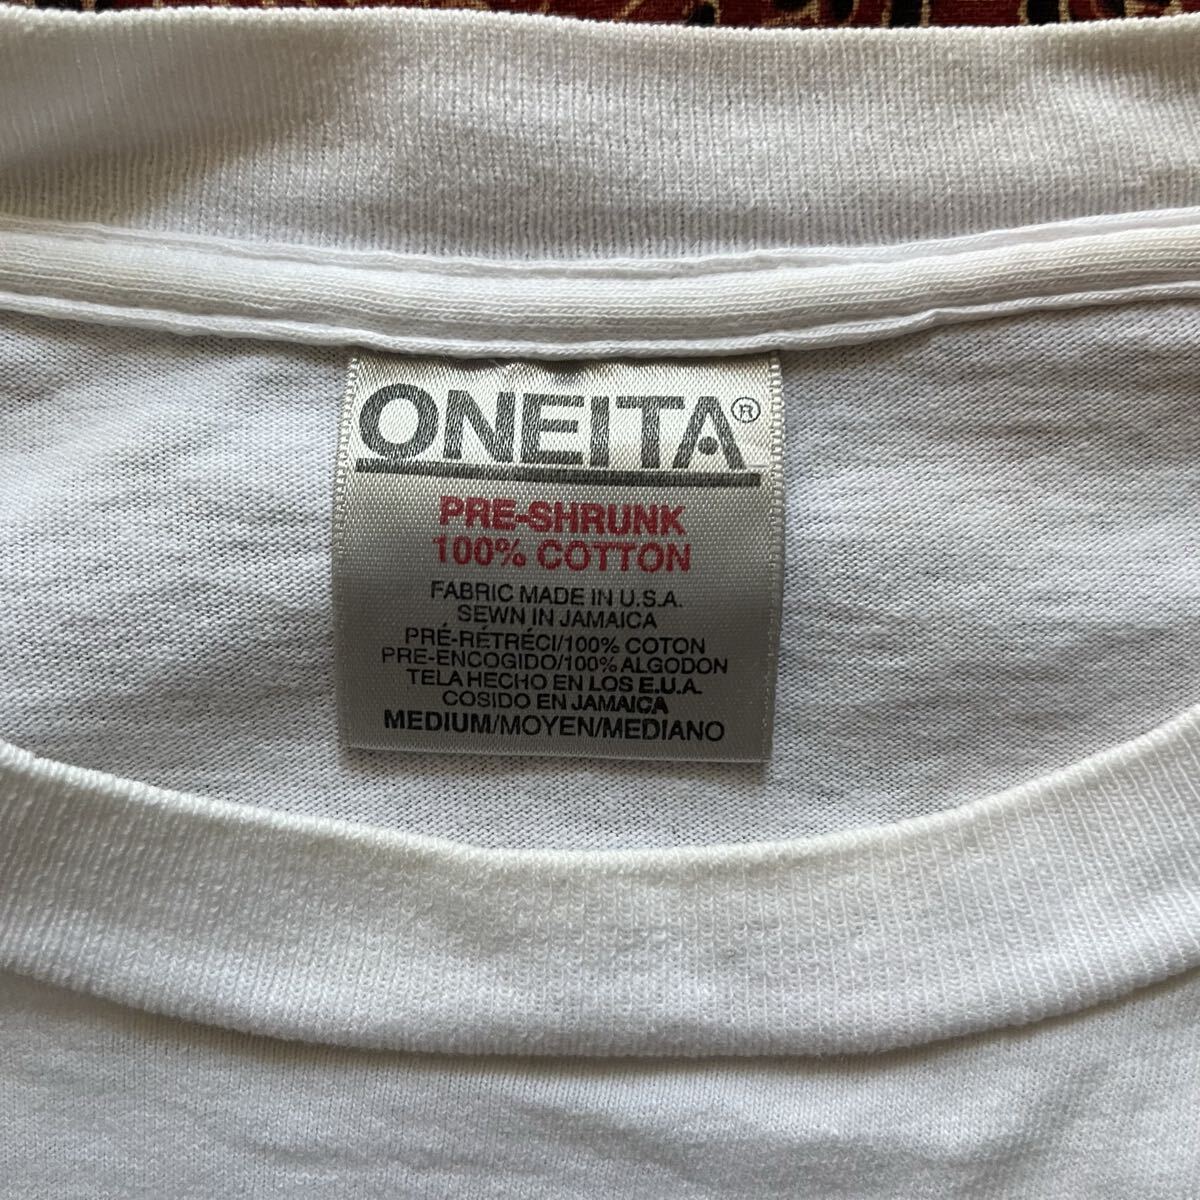 ONEITA®
PRE-SHRUNK
100% COTTON
FABRIC MADE IN U.S.A.
SEWN IN JAMAICA
PRÉ-RÉTRÉCI/100% COTON
PRE-ENCOGIDO/100% ALGODON
TELA HECHO EN LOS E.U.A.
COSIDO EN JAMAICA
MEDIUM/MOYEN/MEDIANO